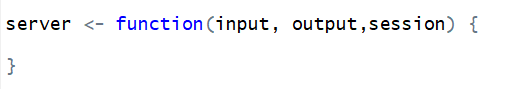 server <- function(input, output,session) {
}